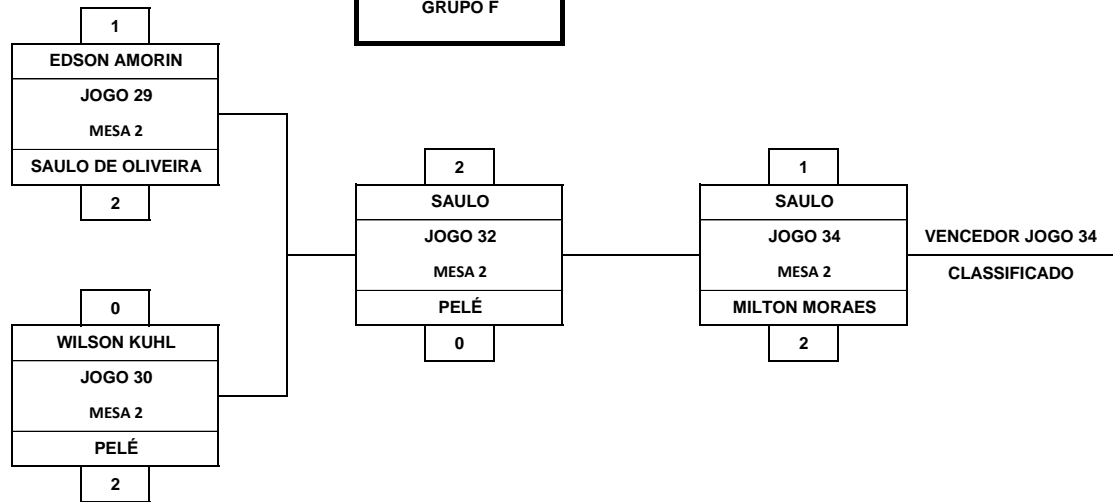 GRUPO F
1
EDSON AMORIN
JOGO 29
MESA 2
SAULO DE OLIVEIRA
2
0
WILSON KUHL
JOGO 30
MESA 2
PELÉ
2
2
SAULO
JOGO 32
MESA 2
PELÉ
0
1
SAULO
JOGO 34
MESA 2
MILTON MORAES
2
VENCEDOR JOGO 34
CLASSIFICADO